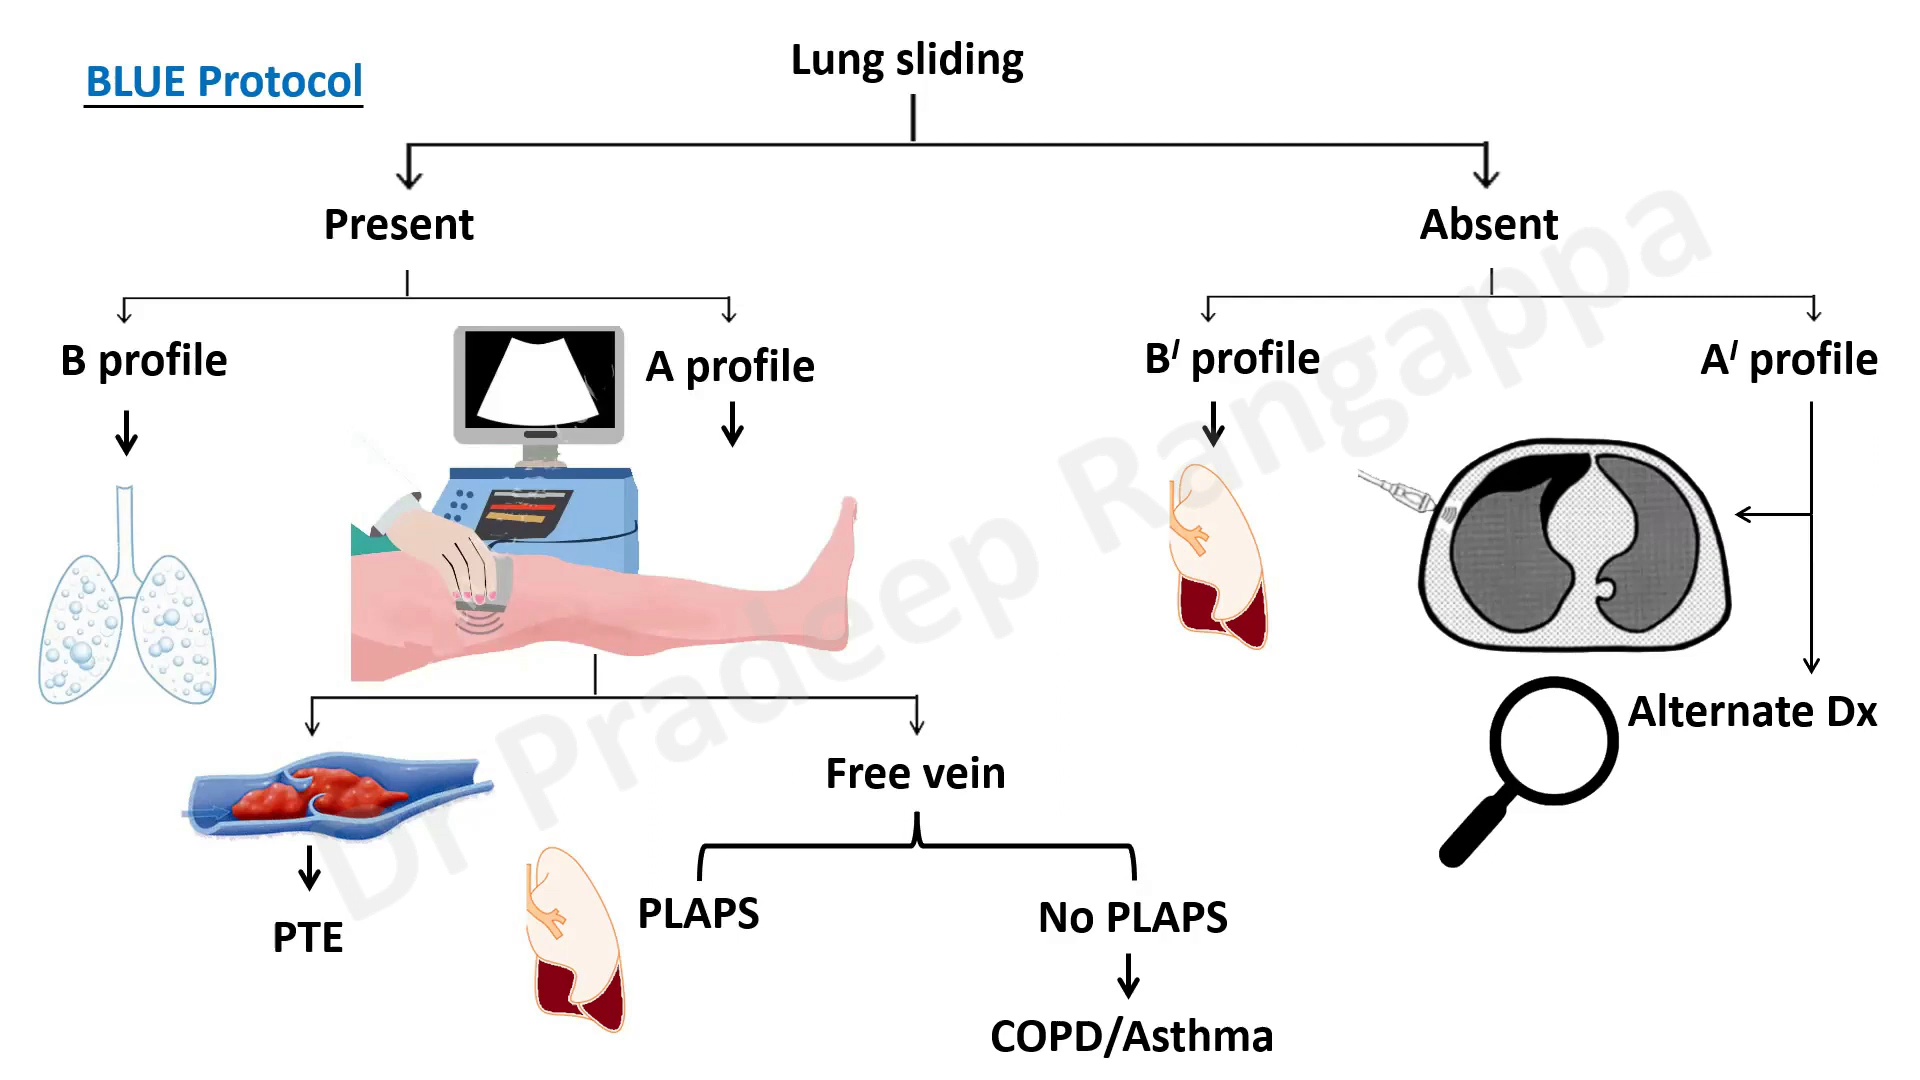 BLUE Protocol
Lung sliding
Present
Absent
B profile
A profile
B/ profile
A/ profile
Alternate Dx
Free vein
PLAPS
No PLAPS
PTE
COPD/Asthma
Dr Pradeep Rangappa